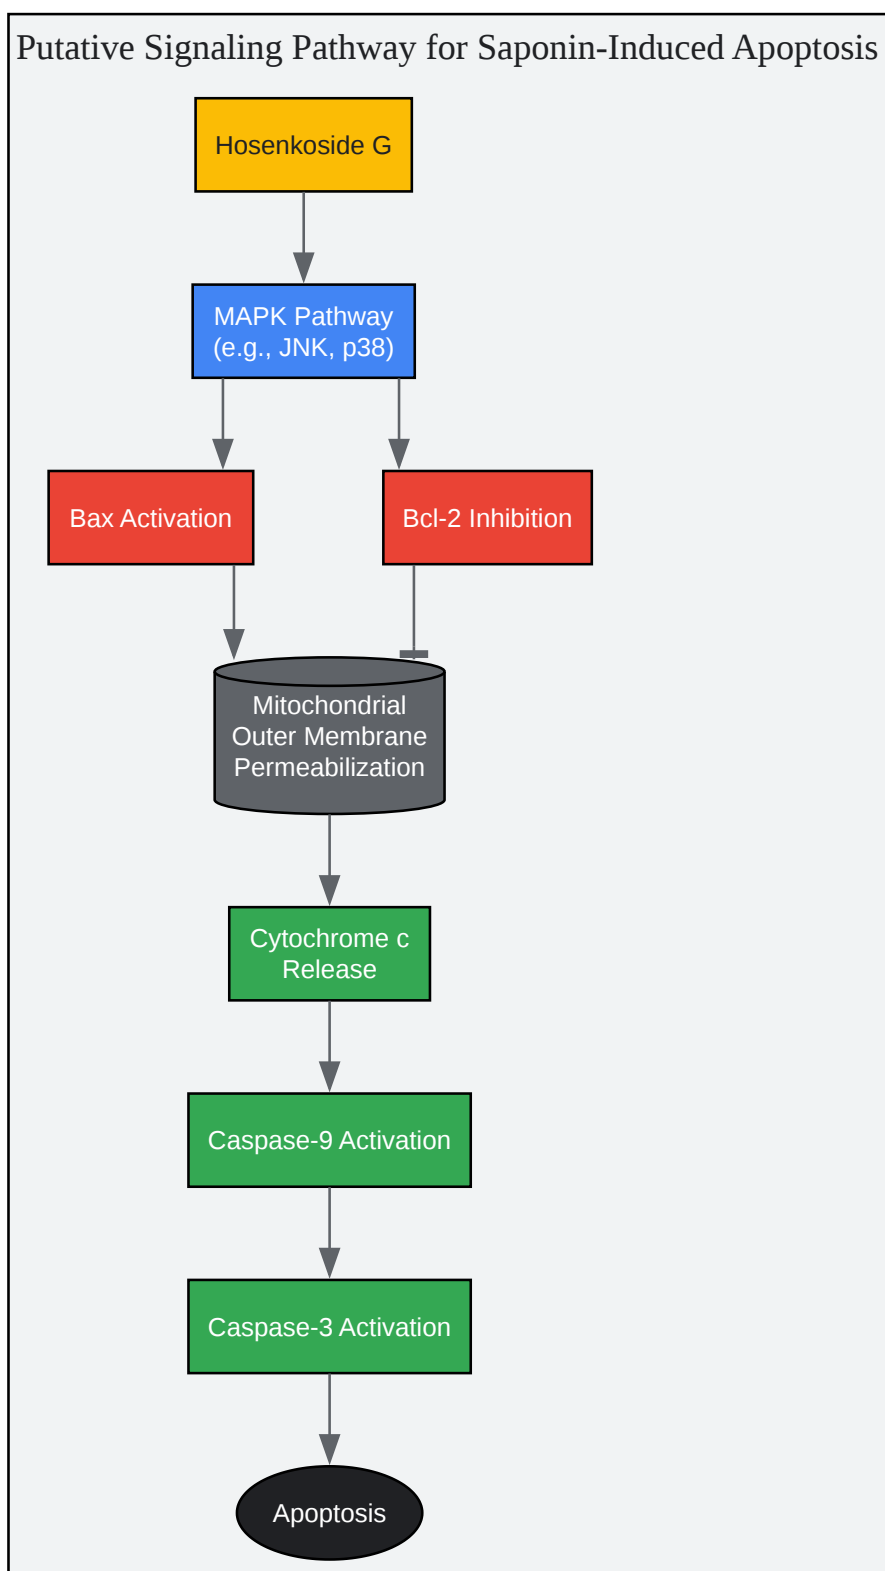 Putative Signaling Pathway for Saponin-Induced Apoptosis
Hosenkoside G
MAPK Pathway
(e.g., JNK, p38)
Bax Activation
Bcl-2 Inhibition
Mitochondrial
Outer Membrane
Permeabilization
Cytochrome c
Release
Caspase-9 Activation
Caspase-3 Activation
Apoptosis